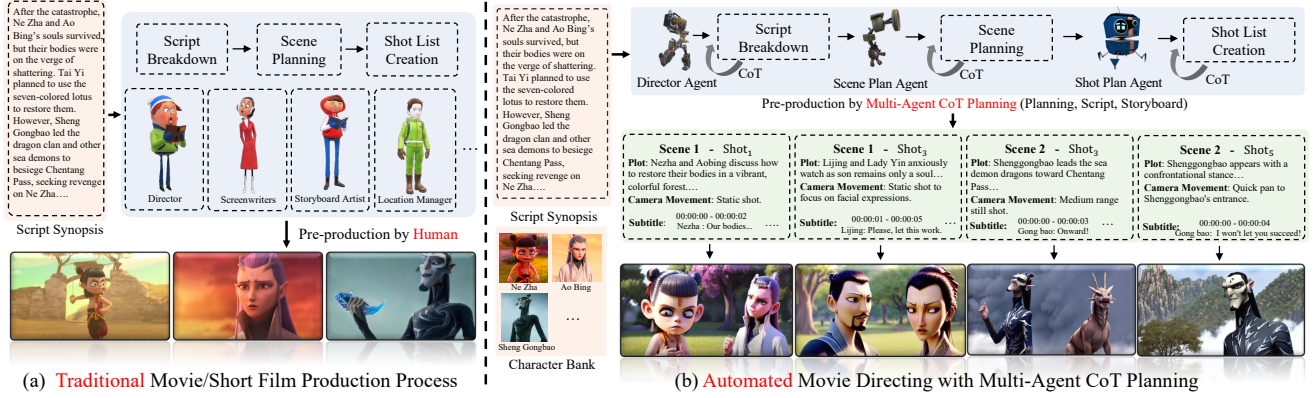 After the catastrophe,
Ne Zha and Ao
Bing's souls survived,
but their bodies were
on the verge of
shattering. Tai Yi
planned to use the
seven-colored lotus
to restore them.
However, Sheng
Gongbao led the
dragon clan and other
sea demons to
besiege Chentang
Pass, seeking revenge
on Ne Zha….
Script Synopsis
Script
Breakdown
Scene
Planning
Shot List
Creation
Director
Screenwriters
Storyboard Artist
Location Manager
...
Pre-production by Human
(a) Traditional Movie/Short Film Production Process
After the catastrophe,
Ne Zha and Ao Bing's
souls survived, but
their bodies were on
the verge of shattering.
Tai Yi planned to use
the seven-colored
lotus to restore them.
However, Sheng
Gongbao led the
dragon clan and other
sea demons to besiege
Chentang Pass,
seeking revenge on
Ne Zha….
Script Synopsis
Ne Zha
Ao Bing
Sheng Gongbao
...
Character Bank
Director Agent
CoT
Script
Breakdown
Scene Plan Agent
CoT
Scene
Planning
Shot Plan Agent
CoT
Shot List
Creation
Pre-production by Multi-Agent CoT Planning (Planning, Script, Storyboard)
Scene 1 - Shot1
Plot: Nezha and Aobing discuss how
to restore their bodies in a vibrant,
colorful forest.…
Camera Movement: Static shot.
Subtitle: 00:00:00 - 00:00:02
Nezha : Our bodies... ….
Scene 1 - Shot3
Plot: Lijing and Lady Yin anxiously
watch as son remains only a soul…
Camera Movement: Static shot to
focus on facial expressions.
Subtitle: 00:00:01 - 00:00:05 ...
Lijing: Please, let this work.
Scene 2 - Shot3
Plot: Shenggongbao leads the sea
demon dragons toward Chentang
Pass…
Camera Movement: Medium range
still shot.
Subtitle: 00:00:00 - 00:00:03 ...
Gong bao: Onward!
Scene 2 - Shot5
Plot: Shenggongbao appears with a
confrontational stance…
Camera Movement: Quick pan to
Shenggongbao's entrance.
Subtitle: 00:00:00 - 00:00:04
Gong bao: I won't let you succeed!
(b) Automated Movie Directing with Multi-Agent CoT Planning